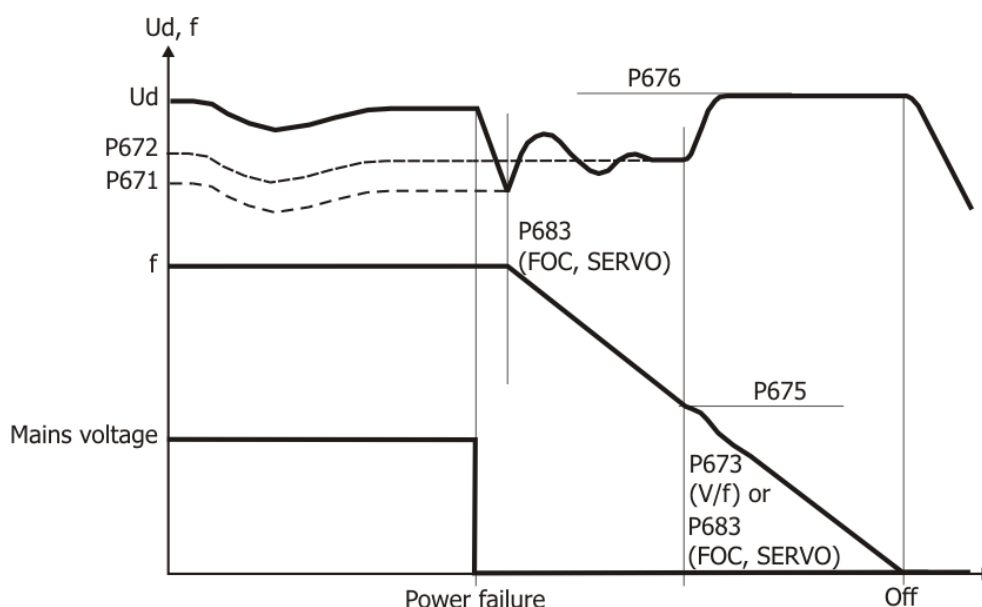 Ud, f
P676
Ud
P672
P671
P683
(FOC, SERVO)
f
P675
Mains voltage
P673
(V/f) or
P683
(FOC, SERVO)
Power failure
Off